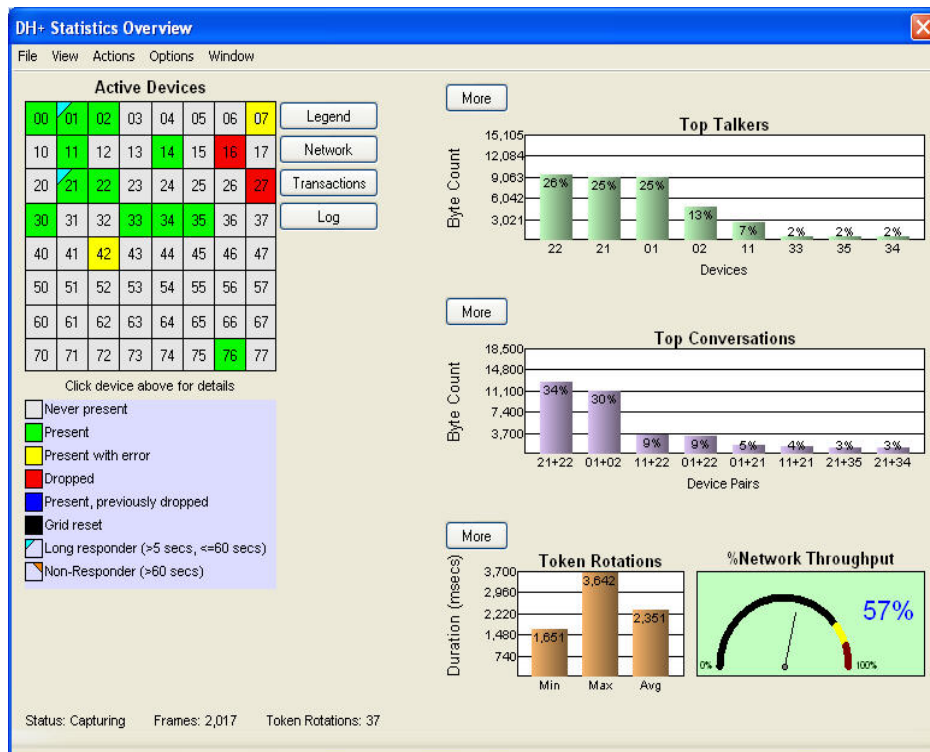 DH+ Statistics Overview
File View Actions Options Window
Active Devices
00 01 02 03 04 05 06 07
10 11 12 13 14 15 16 17
20 21 22 23 24 25 26 27
30 31 32 33 34 35 36 37
40 41 42 43 44 45 46 47
50 51 52 53 54 55 56 57
60 61 62 63 64 65 66 67
70 71 72 73 74 75 76 77
Legend
Network
Transactions
Log
Click device above for details
Never present
Present
Present with error
Dropped
Present, previously dropped
Grid reset
Long responder (>5 secs, <=60 secs)
Non-Responder (>60 secs)
More
Top Talkers
Byte Count
15,105
12,084
9,063
6,042
3,021
26% 25% 25% 13% 7% 2% 2% 2%
22 21 01 02 11 33 35 34
Devices
More
Top Conversations
Byte Count
18,500
14,800
11,100
7,400
3,700
34% 30% 9% 9% 5% 4% 3% 3%
21+22 01+02 11+22 01+22 01+21 11+21 21+35 21+34
Device Pairs
More
Token Rotations
Duration (msecs)
3,700
2,960
2,220
1,480
740
1,651 3,642 2,351
Min Max Avg
%Network Throughput
57%
0% 100%
Status: Capturing Frames: 2,017 Token Rotations: 37